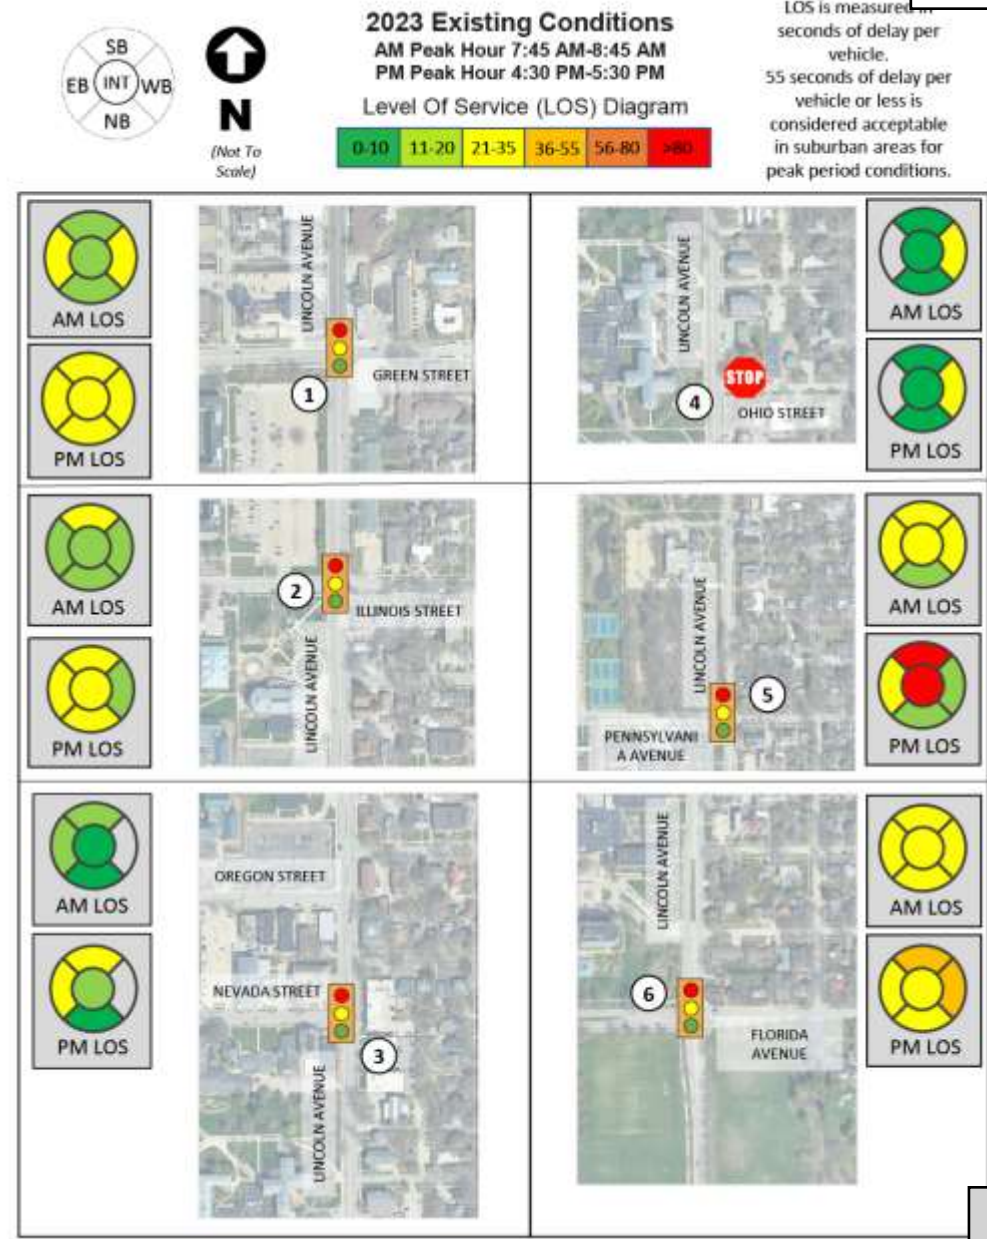 SB
EB INT WB
NB
N
(Not To
Scale)
2023 Existing Conditions
AM Peak Hour 7:45 AM-8:45 AM
PM Peak Hour 4:30 PM-5:30 PM
Level Of Service (LOS) Diagram
0-10 11-20 21-35 36-55 56-80 >80
LOS is measured in
seconds of delay per
vehicle.
55 seconds of delay per
vehicle or less is
considered acceptable
in suburban areas for
peak period conditions.
AM LOS
PM LOS
LINCOLN AVENUE
GREEN STREET
1
LINCOLN AVENUE
STOP
4
OHIO STREET
AM LOS
PM LOS
AM LOS
PM LOS
2
ILLINOIS STREET
LINCOLN AVENUE
LINCOLN AVENUE
5
PENNSYLVANI
A AVENUE
AM LOS
PM LOS
AM LOS
PM LOS
OREGON STREET
NEVADA STREET
3
LINCOLN AVENUE
LINCOLN AVENUE
6
FLORIDA
AVENUE
AM LOS
PM LOS